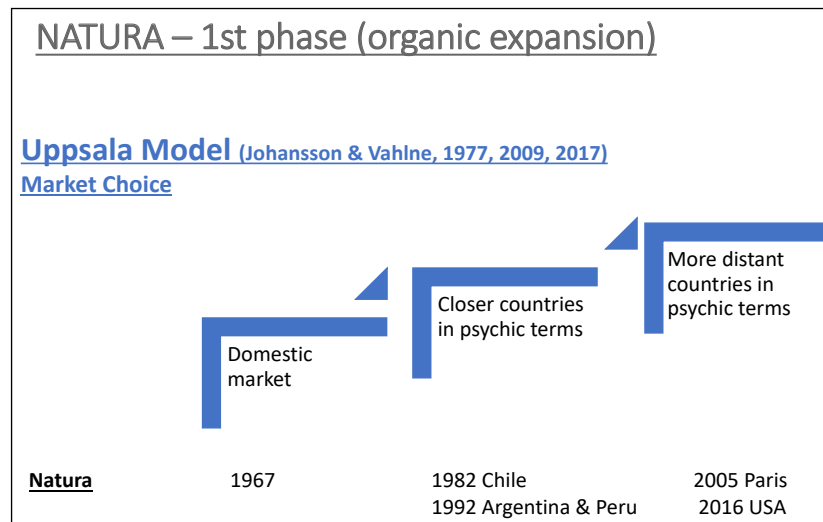 NATURA – 1st phase (organic expansion)
Uppsala Model (Johansson & Vahlne, 1977, 2009, 2017)
Market Choice
Domestic
market
Closer countries
in psychic terms
More distant
countries in
psychic terms
Natura 1967 1982 Chile 2005 Paris
1992 Argentina & Peru 2016 USA